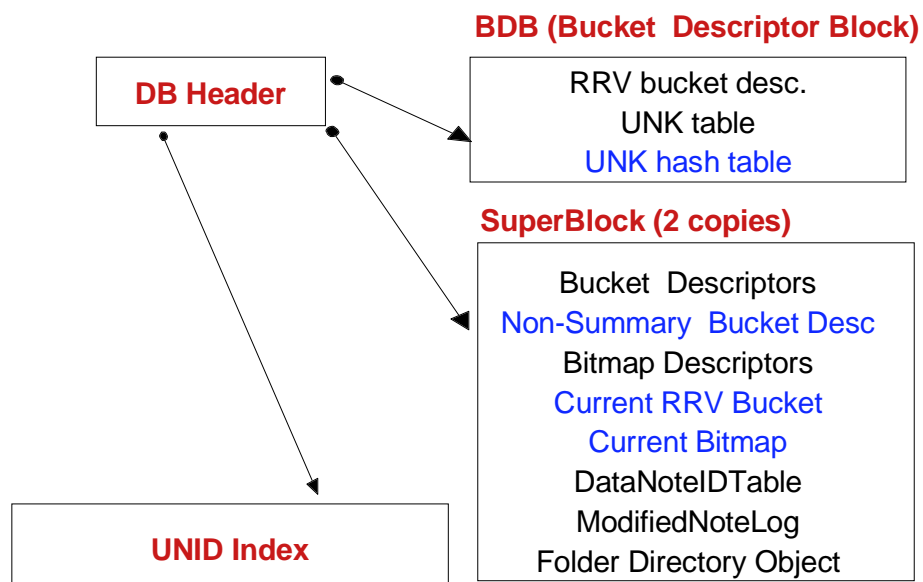 BDB (Bucket Descriptor Block)
DB Header
RRV bucket desc.
UNK table
UNK hash table
SuperBlock (2 copies)
Bucket Descriptors
Non-Summary Bucket Desc
Bitmap Descriptors
Current RRV Bucket
Current Bitmap
DataNoteIDTable
ModifiedNoteLog
Folder Directory Object
UNID Index